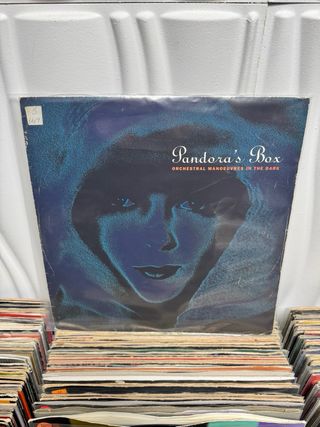 Pandora's Box
ORCHESTRAL MANOEUVRES IN THE DARK